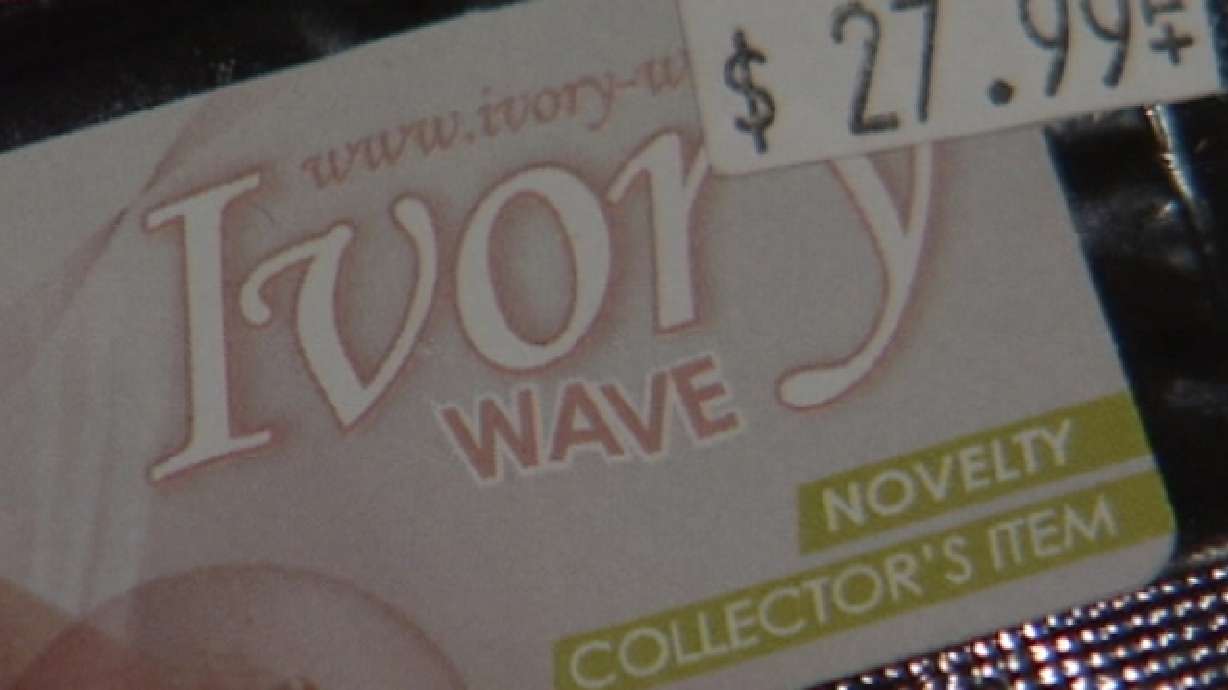 $ 27.99
www.ivory-w
Ivory
WAVE
NOVELTY
COLLECTOR'S ITEM